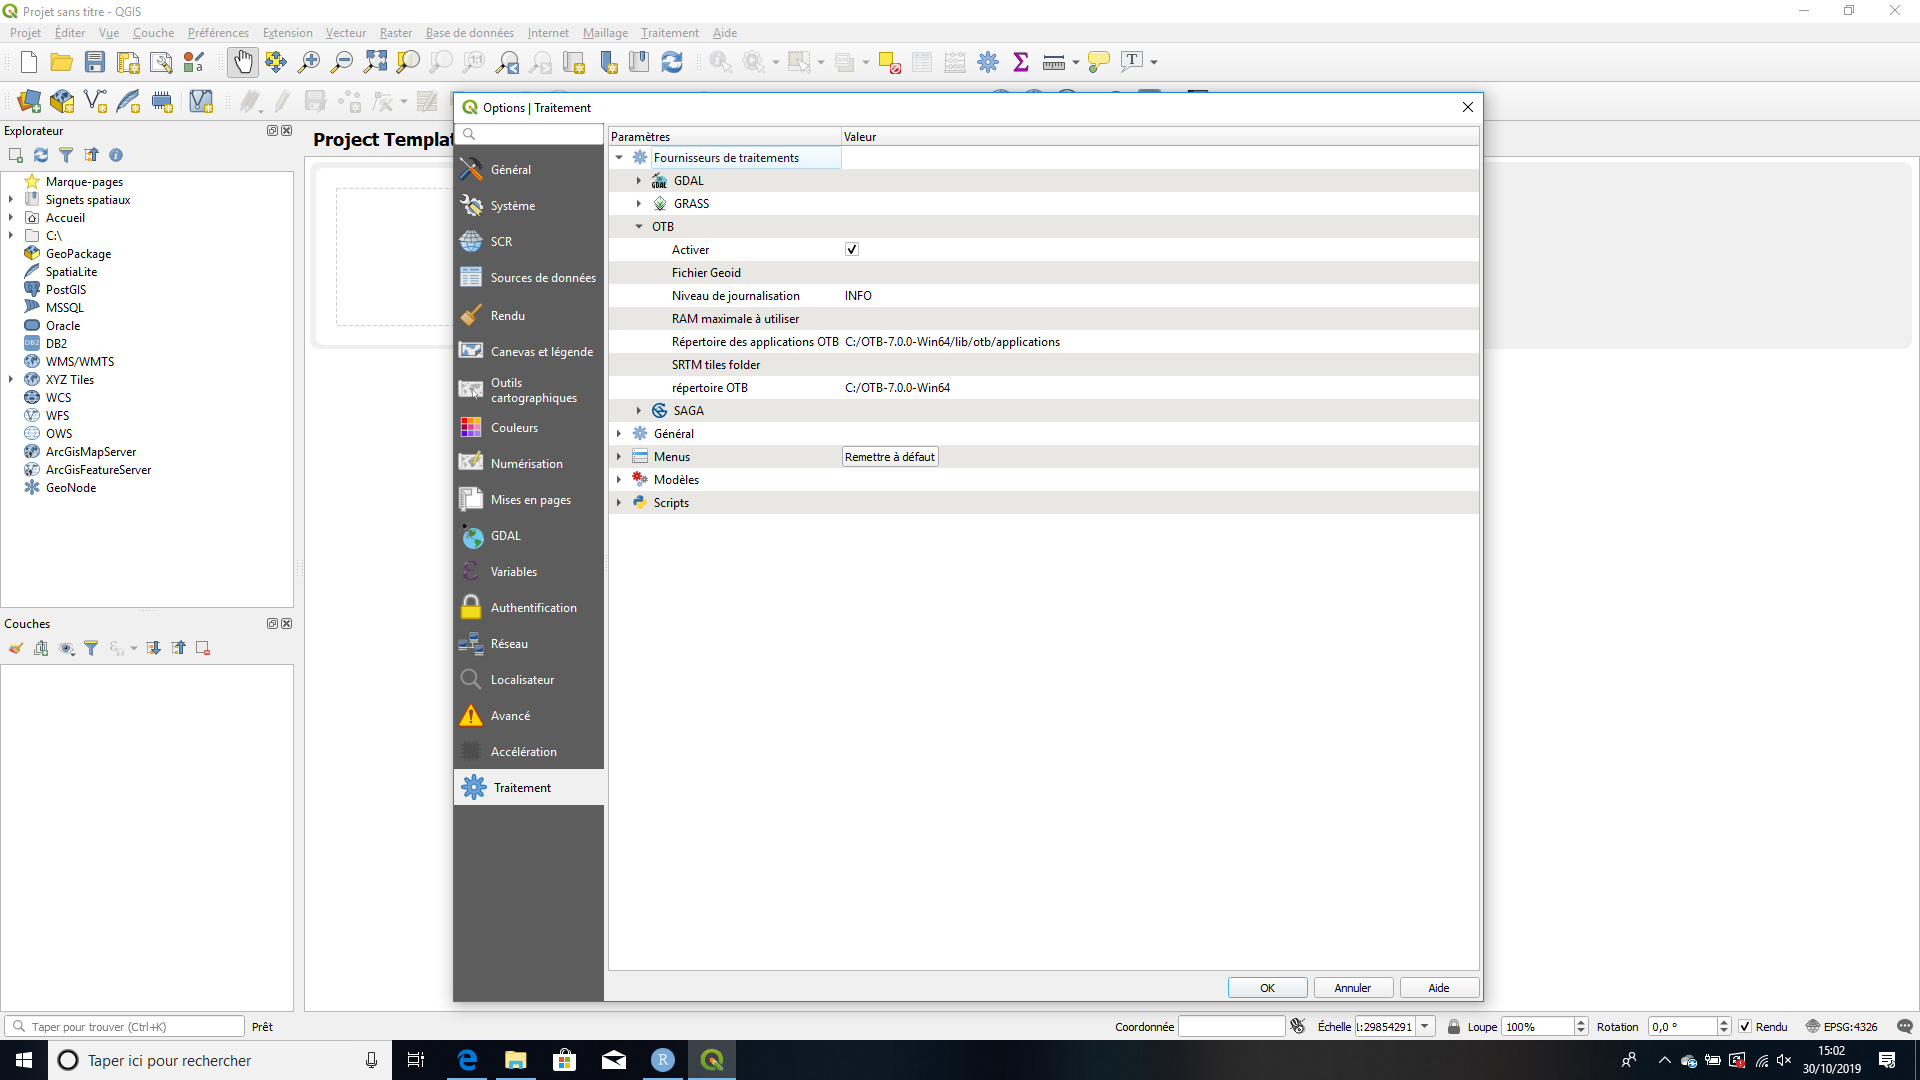 Projet sans titre - QGIS
Projet Éditer Vue Couche Préférences Extension Vecteur Raster Base de données Internet Maillage Traitement Aide
Explorateur
Marque-pages
Signets spatiaux
Accueil
C:\
GeoPackage
SpatiaLite
PostGIS
MSSQL
Oracle
DB2
WMS/WMTS
XYZ Tiles
WCS
WFS
OWS
ArcGisMapServer
ArcGisFeatureServer
GeoNode
Couches
Project Templat
Options | Traitement
Général
Système
SCR
Sources de données
Rendu
Canevas et légende
Outils
cartographiques
Couleurs
Numérisation
Mises en pages
GDAL
Variables
Authentification
Réseau
Localisateur
Avancé
Accélération
Traitement
Paramètres Valeur
Fournisseurs de traitements
GDAL
GRASS
OTB
Activer
Fichier Geoid
Niveau de journalisation INFO
RAM maximale à utiliser
Répertoire des applications OTB C:/OTB-7.0.0-Win64/lib/otb/applications
SRTM tiles folder
répertoire OTB C:/OTB-7.0.0-Win64
SAGA
Général
Menus Remettre à défaut
Modèles
Scripts
OK Annuler Aide
Taper pour trouver (Ctrl+K) Prêt Coordonnée Échelle 1:29854291 Loupe 100% Rotation 0,0 ° Rendu EPSG:4326
Taper ici pour rechercher
15:02
30/10/2019